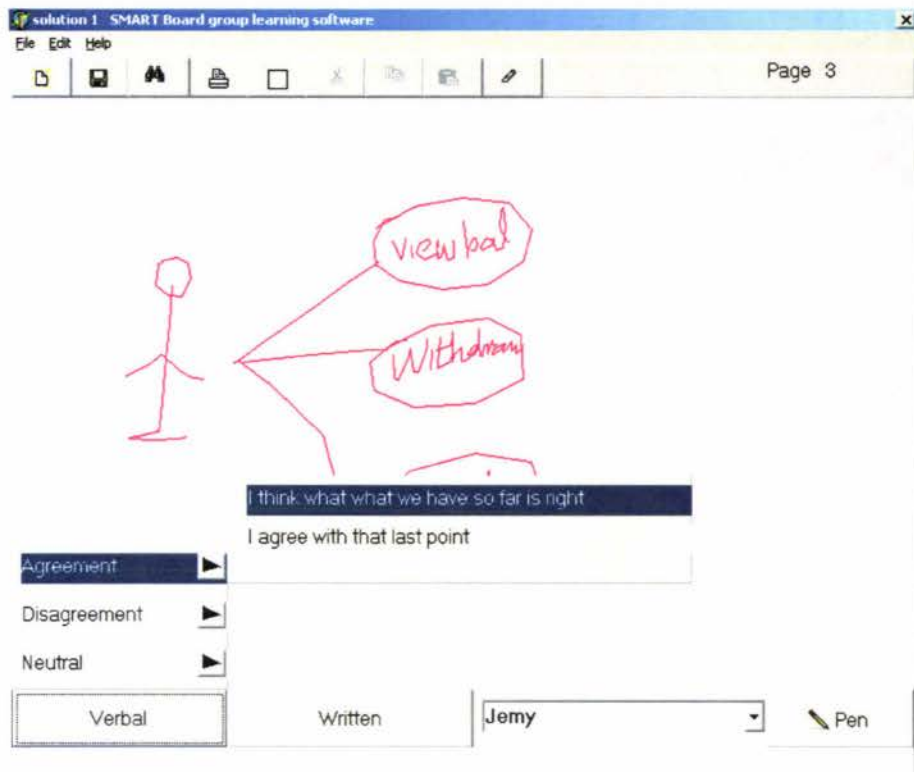 solution 1 SMART Board group learning software
File Edit Help
Page 3
view bal
Withdraw
I think what what we have so far is right
I agree with that last point
Agreement
Disagreement
Neutral
Verbal Written Jemy Pen